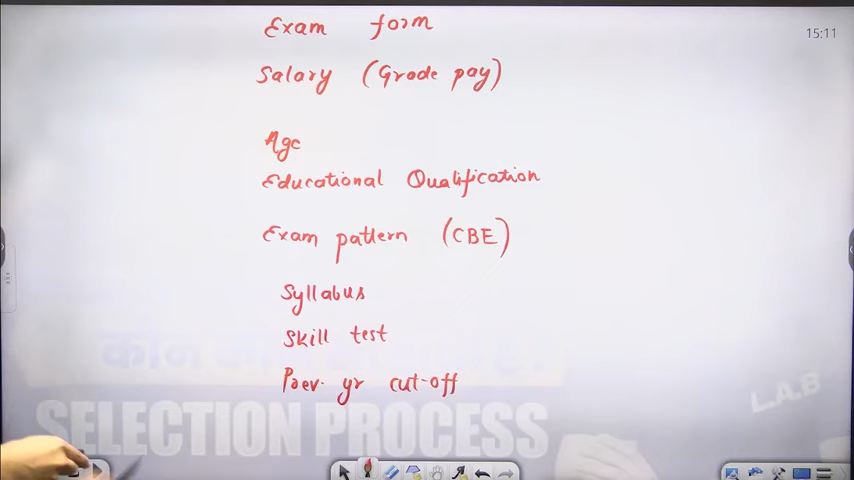 Exam form
15:11
Salary (Grade pay)
Age
Educational Qualification
Exam pattern (CBE)
Syllabus
Skill test
Prev. yr cut-off
SELECTION PROCESS
L.A.B